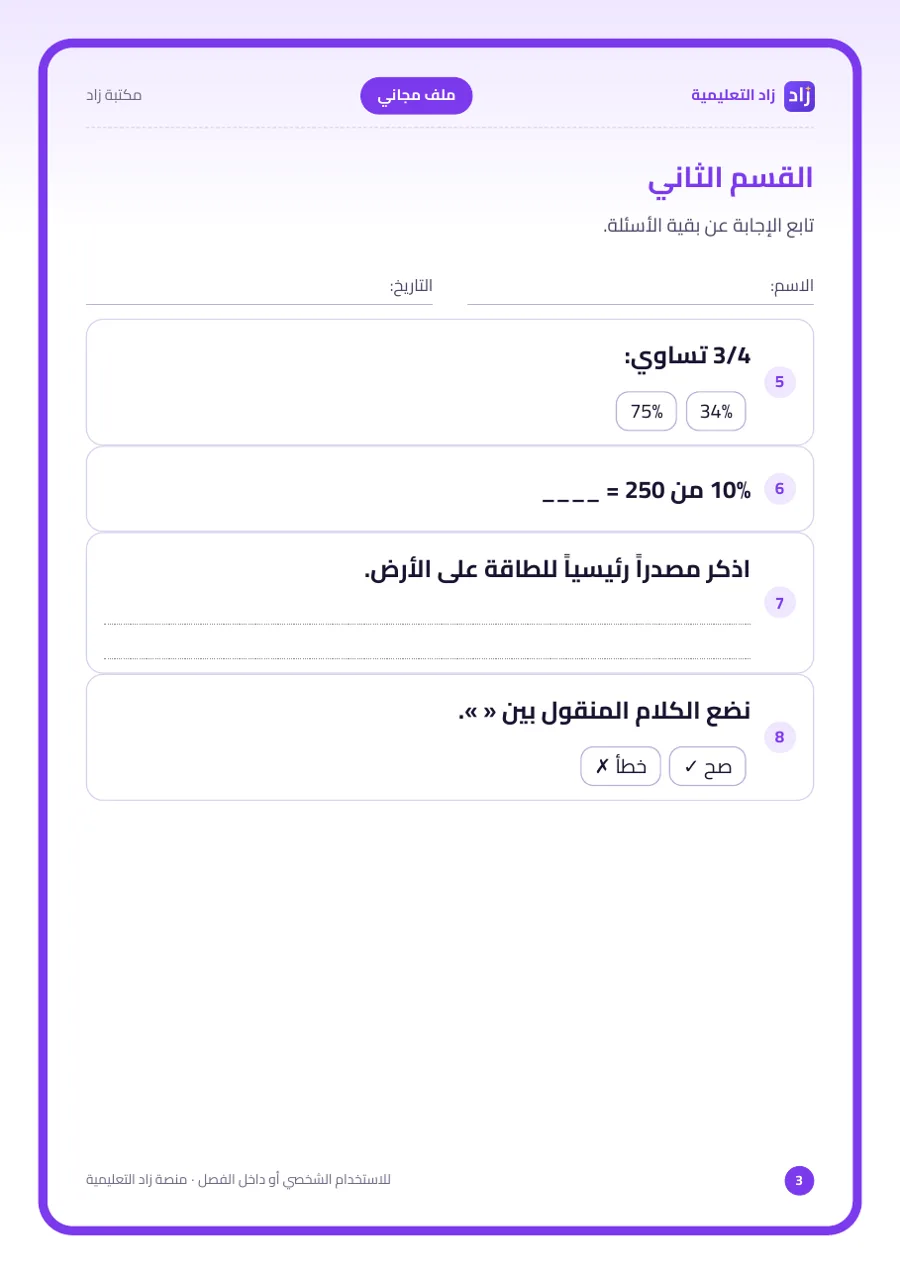 زاد زاد التعليمية
ملف مجاني
مكتبة زاد
القسم الثاني
تابع الإجابة عن بقية الأسئلة.
الاسم:
التاريخ:
5
3/4 تساوي:
34%
75%
6
10% من 250 = ____
7
اذكر مصدراً رئيسياً للطاقة على الأرض.
8
نضع الكلام المنقول بين « ».
صح ✓
خطأ ✗
3
للاستخدام الشخصي أو داخل الفصل · منصة زاد التعليمية